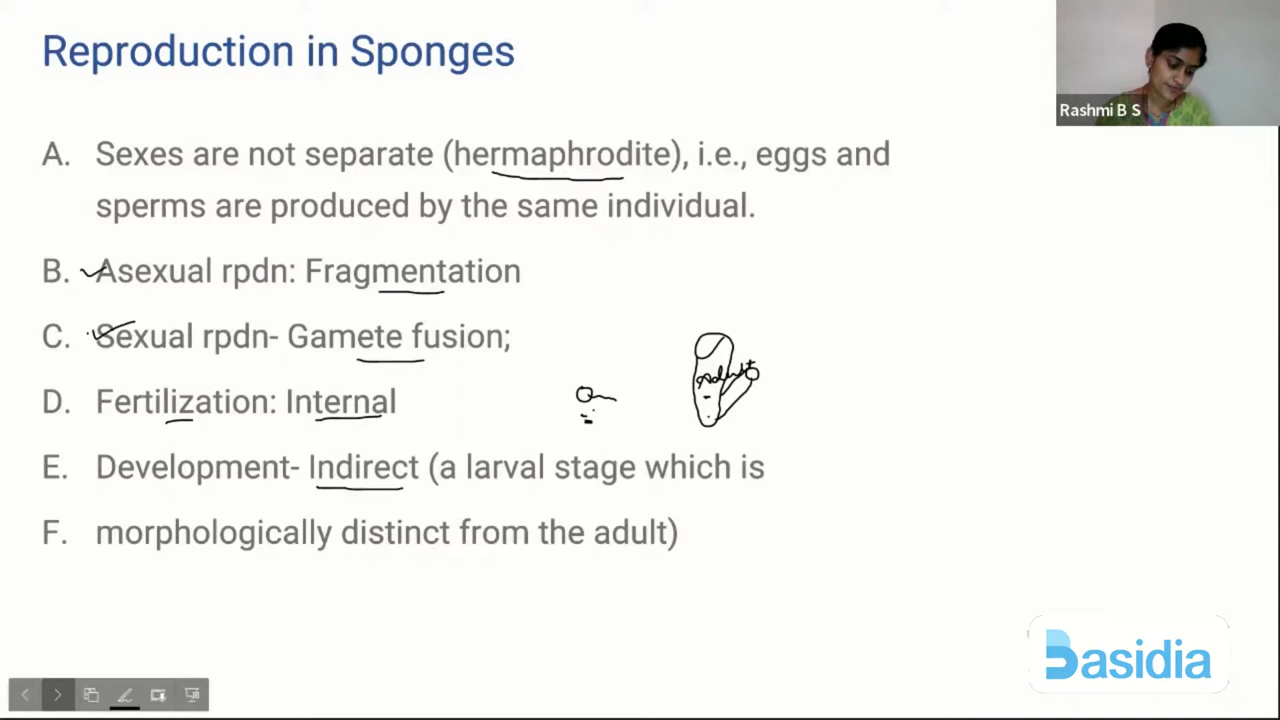 Reproduction in Sponges
Rashmi B S
A. Sexes are not separate (hermaphrodite), i.e., eggs and
sperms are produced by the same individual.
B. Asexual rpdn: Fragmentation
C. Sexual rpdn- Gamete fusion;
Adult
D. Fertilization: Internal
E. Development- Indirect (a larval stage which is
F. morphologically distinct from the adult)
Basidia